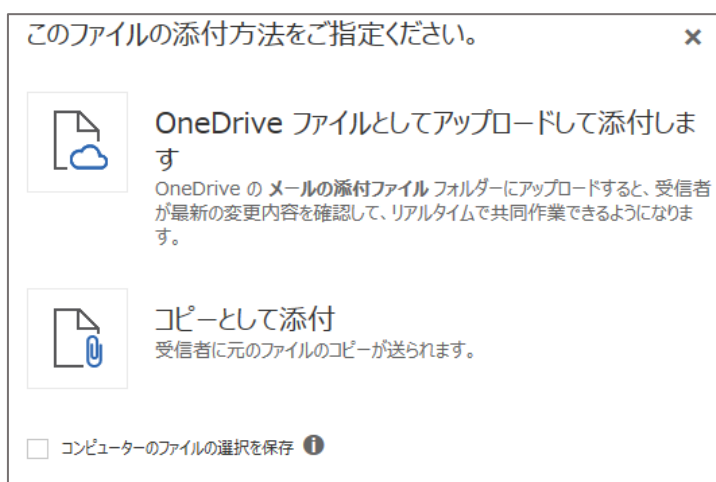 このファイルの添付方法をご指定ください。
OneDrive ファイルとしてアップロードして添付しま
す
OneDrive の メールの添付ファイル フォルダーにアップロードすると、受信者
が最新の変更内容を確認して、リアルタイムで共同作業できるようになりま
す。
コピーとして添付
受信者に元のファイルのコピーが送られます。
コンピューターのファイルの選択を保存